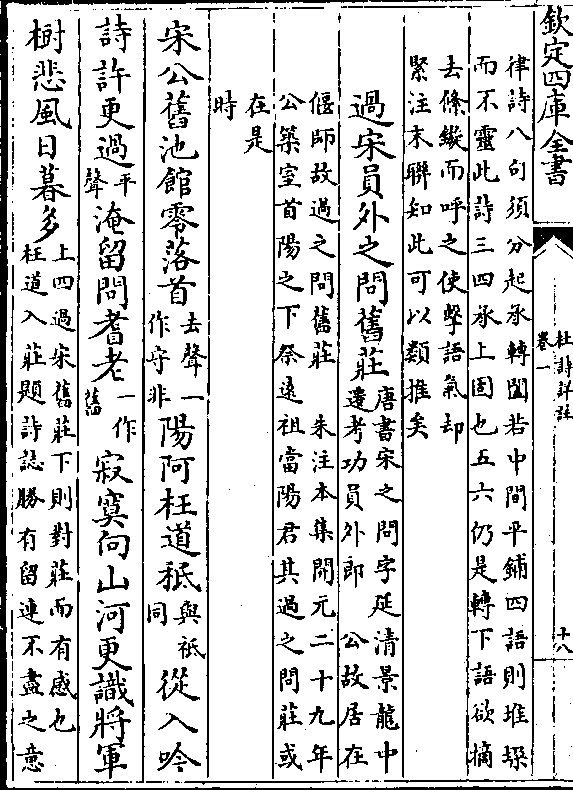 欽定四庫全書
杜詩詳註
卷一
十八
律詩八句須分起承轉闔若中間平鋪四語則堆垛
而不靈此詩三四承上固也五六仍是轉下語欲摘
去絛鏇而呼之使擊語氣却
緊注末聯知此可以類推矣
過宋員外之問舊莊唐書宋之問字延清景龍中
遷考功員外郎 公故居在
偃師故過之問舊莊 朱注本集開元二十九年
公築室首陽之下祭遠祖當陽君其過之問莊或
在是
時
宋公舊池館零落首去聲一作守非陽阿枉道秪與祇同從入吟
詩許更過平聲淹留問耆老一作舊寂寞向山河更識將軍
樹悲風日暮多上四過宋舊莊下則對莊而有感也
枉道入莊題詩誌勝有留連不盡之意